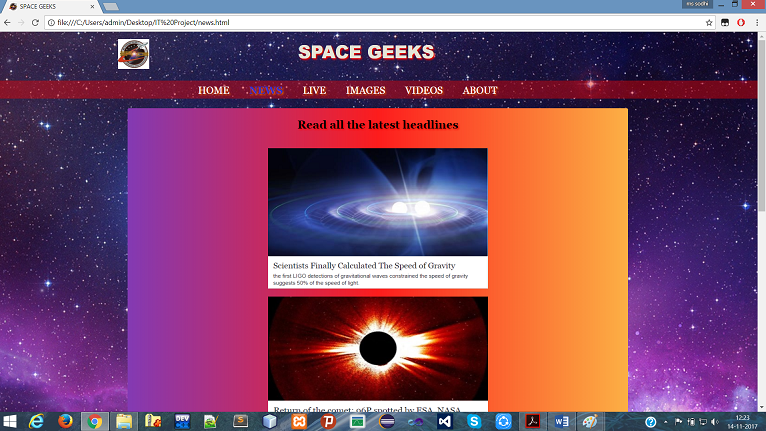 SPACE GEEKS
ms sodhi
file:///C:/Users/admin/Desktop/IT%20Project/news.html
SPACE GEEKS
HOME NEWS LIVE IMAGES VIDEOS ABOUT
Read all the latest headlines
Scientists Finally Calculated The Speed of Gravity
the first LIGO detections of gravitational waves constrained the speed of gravity
suggests 50% of the speed of light.
Return of the comet: 96P spotted by ESA, NASA
12:23
14-11-2017